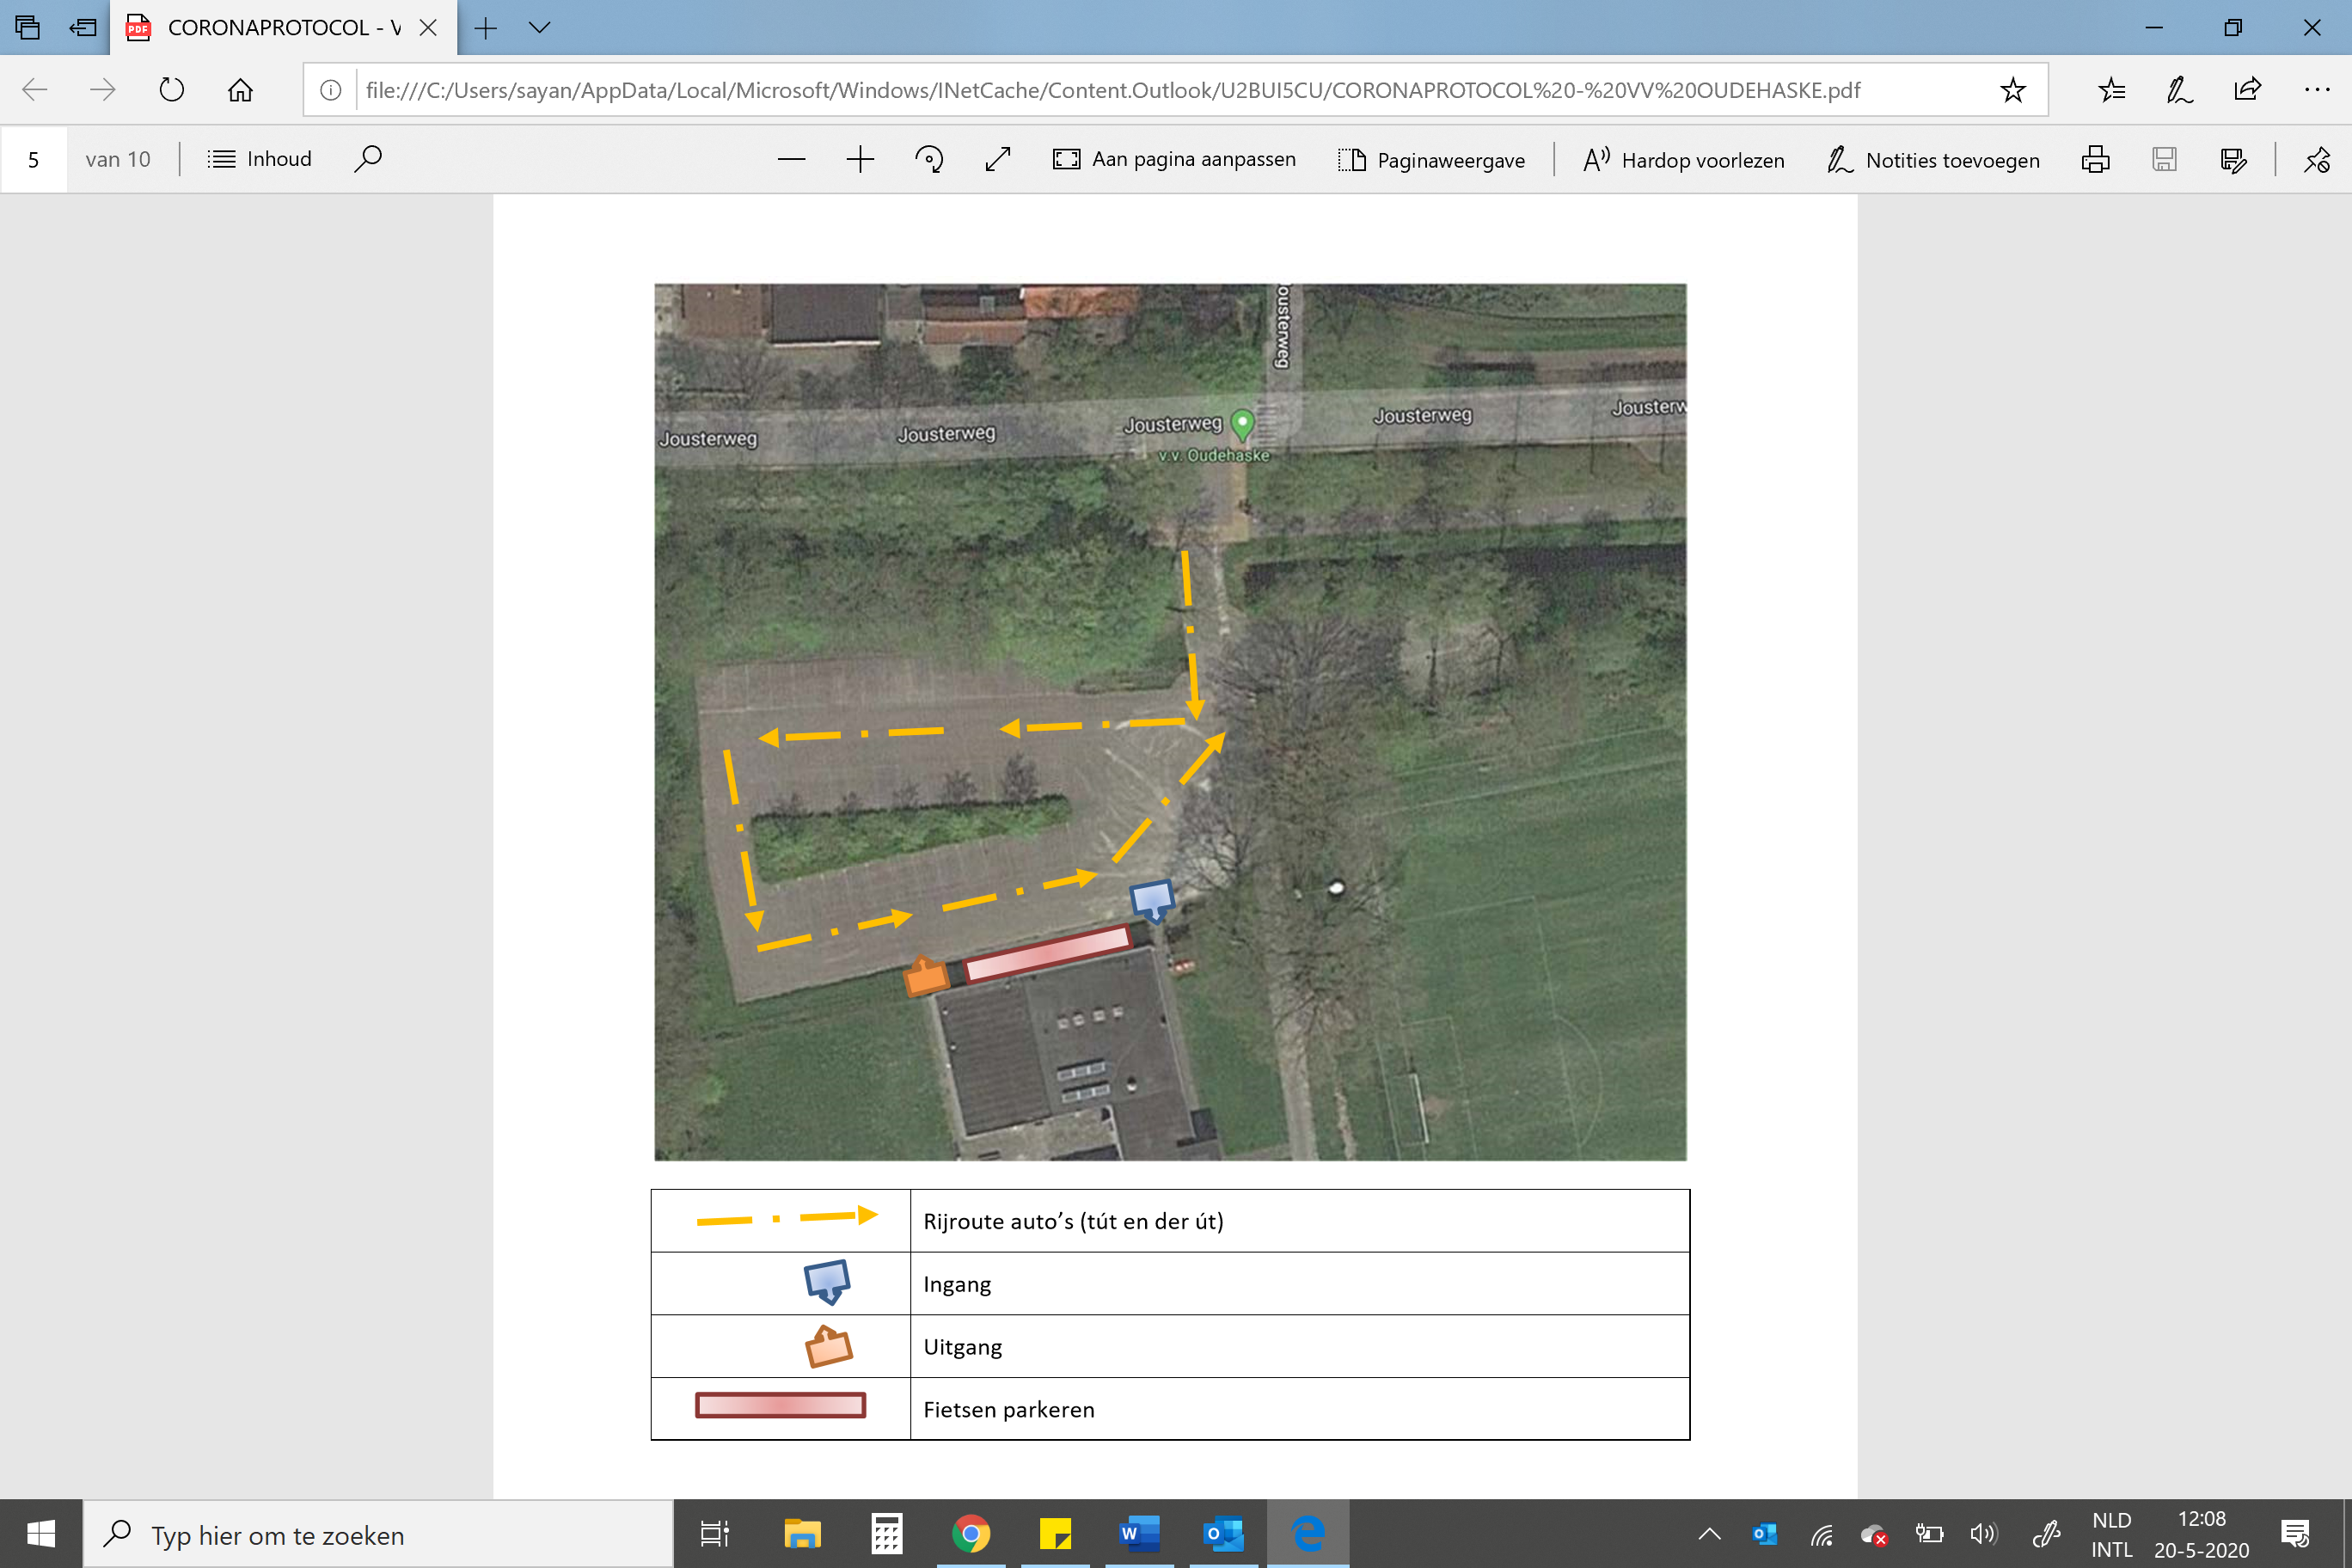 CORONAPROTOCOL - V
file:///C:/Users/sayan/AppData/Local/Microsoft/Windows/INetCache/Content.Outlook/U2BUI5CU/CORONAPROTOCOL%20-%20VV%20OUDEHASKE.pdf
5 van 10 Inhoud Aan pagina aanpassen Paginaweergave Hardop voorlezen Notities toevoegen
Jousterweg
Jousterweg Jousterweg Jousterweg Jousterweg Jousterw
v.v. Oudehaske
Rijroute auto’s (tút en der út)
Ingang
Uitgang
Fietsen parkeren
Typ hier om te zoeken
NLD 12:08
INTL 20-5-2020